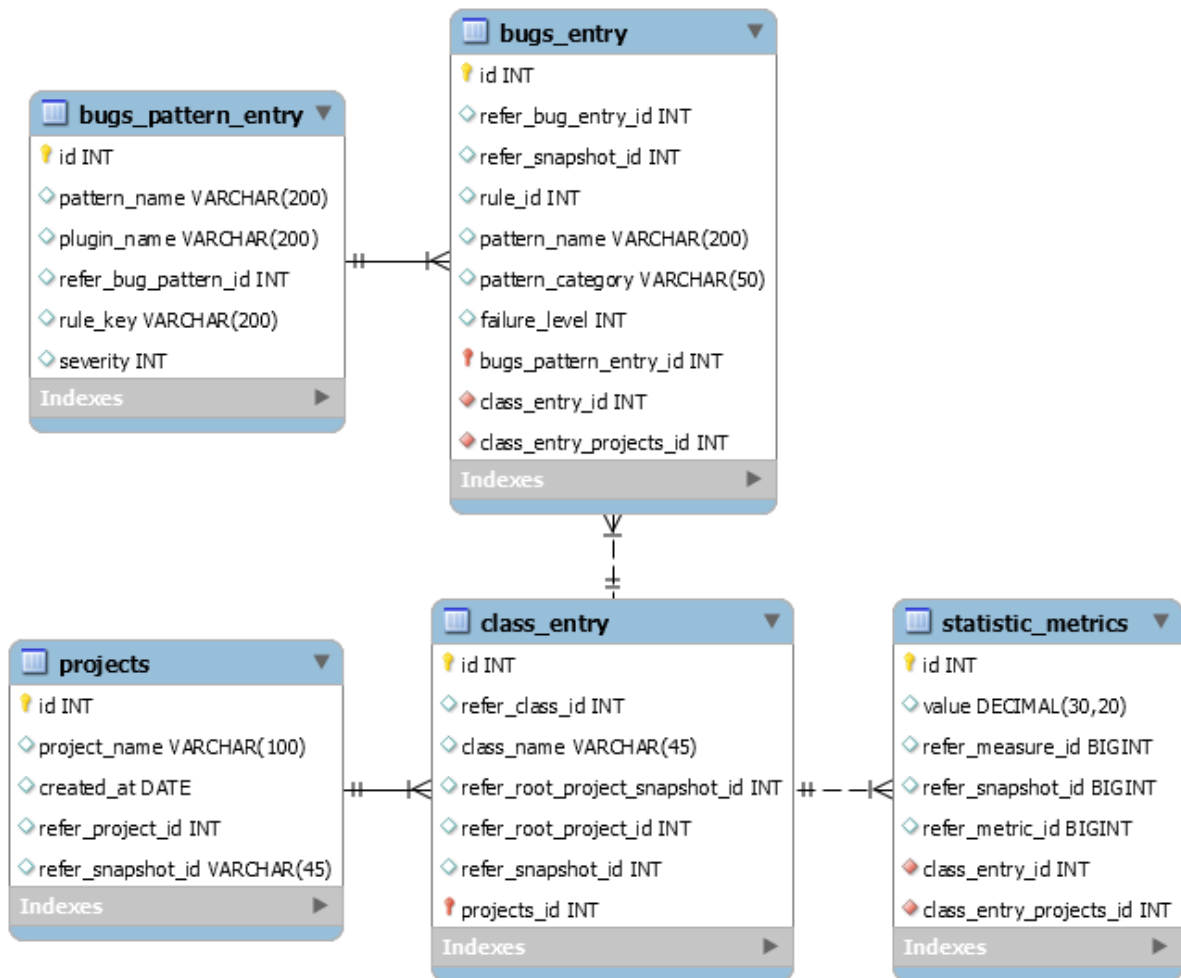 bugs_entry
id INT
refer_bug_entry_id INT
refer_snapshot_id INT
rule_id INT
pattern_name VARCHAR(200)
pattern_category VARCHAR(50)
failure_level INT
bugs_pattern_entry_id INT
class_entry_id INT
class_entry_projects_id INT
Indexes
bugs_pattern_entry
id INT
pattern_name VARCHAR(200)
plugin_name VARCHAR(200)
refer_bug_pattern_id INT
rule_key VARCHAR(200)
severity INT
Indexes
projects
id INT
project_name VARCHAR(100)
created_at DATE
refer_project_id INT
refer_snapshot_id VARCHAR(45)
Indexes
class_entry
id INT
refer_class_id INT
class_name VARCHAR(45)
refer_root_project_snapshot_id INT
refer_root_project_id INT
refer_snapshot_id INT
projects_id INT
Indexes
statistic_metrics
id INT
value DECIMAL(30,20)
refer_measure_id BIGINT
refer_snapshot_id BIGINT
refer_metric_id BIGINT
class_entry_id INT
class_entry_projects_id INT
Indexes